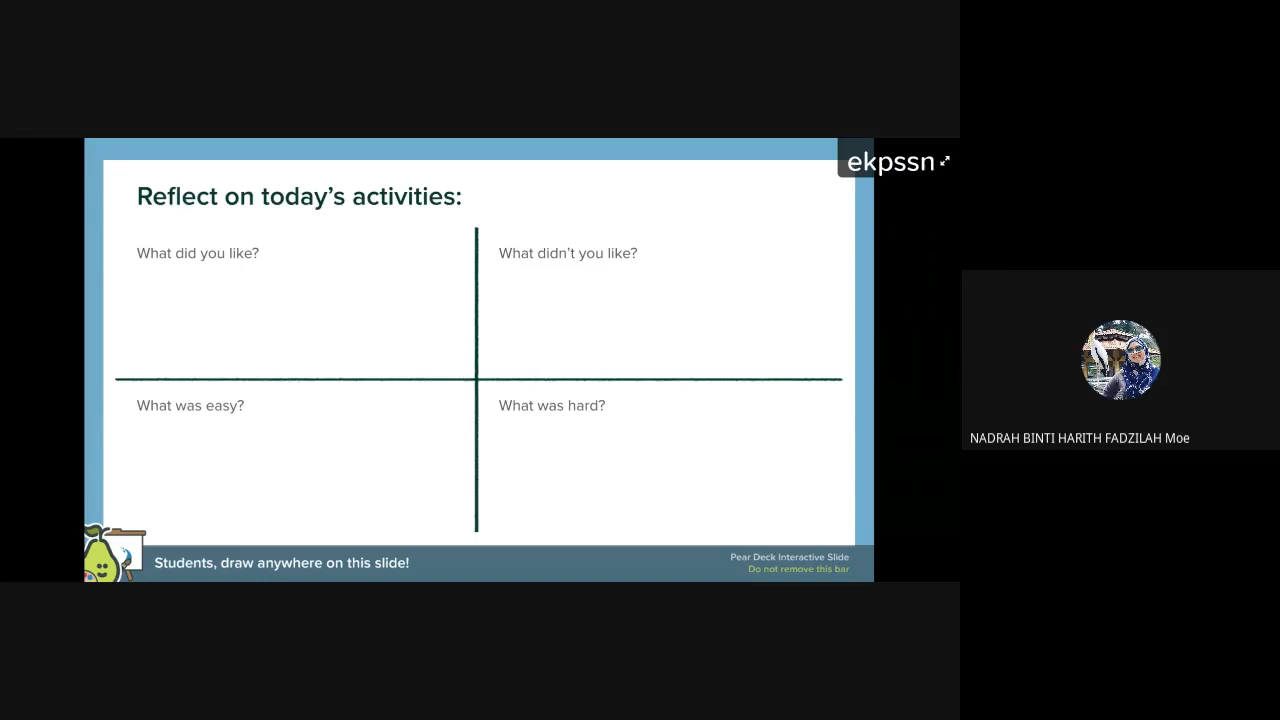 ekpssn
Reflect on today’s activities:
What did you like?
What didn’t you like?
What was easy?
What was hard?
Students, draw anywhere on this slide!
Pear Deck Interactive Slide
Do not remove this bar
NADRAH BINTI HARITH FADZILAH Moe